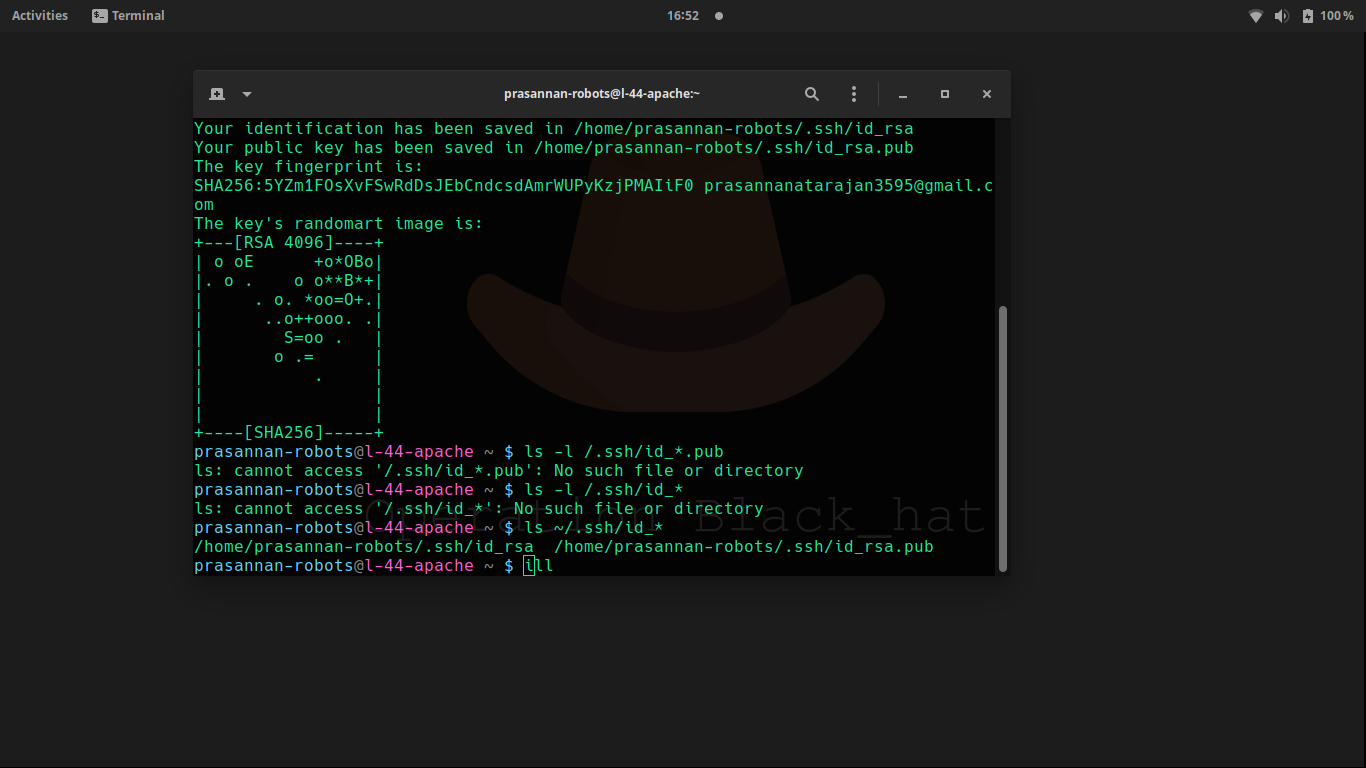 Activities Terminal 16:52 100 %
prasannan-robots@l-44-apache:~
Your identification has been saved in /home/prasannan-robots/.ssh/id_rsa
Your public key has been saved in /home/prasannan-robots/.ssh/id_rsa.pub
The key fingerprint is:
SHA256:5YZm1FOsXvFSwRdDsJEbCndcsdAmrWUPyKzjPMAIiF0 prasannanatarajan3595@gmail.c
om
The key's randomart image is:
+---[RSA 4096]----+
| o oE      +o*OBo|
|. o .    o o**B*+|
|     . o. *oo=O+.|
|      ..o++ooo. .|
|        S=oo .   |
|       o .=      |
|           .     |
|                 |
|                 |
+----[SHA256]-----+
prasannan-robots@l-44-apache ~ $ ls -l /.ssh/id_*.pub
ls: cannot access '/.ssh/id_*.pub': No such file or directory
prasannan-robots@l-44-apache ~ $ ls -l /.ssh/id_*
ls: cannot access '/.ssh/id_*': No such file or directory
Operation Black_hat
prasannan-robots@l-44-apache ~ $ ls ~/.ssh/id_*
/home/prasannan-robots/.ssh/id_rsa  /home/prasannan-robots/.ssh/id_rsa.pub
prasannan-robots@l-44-apache ~ $ ill